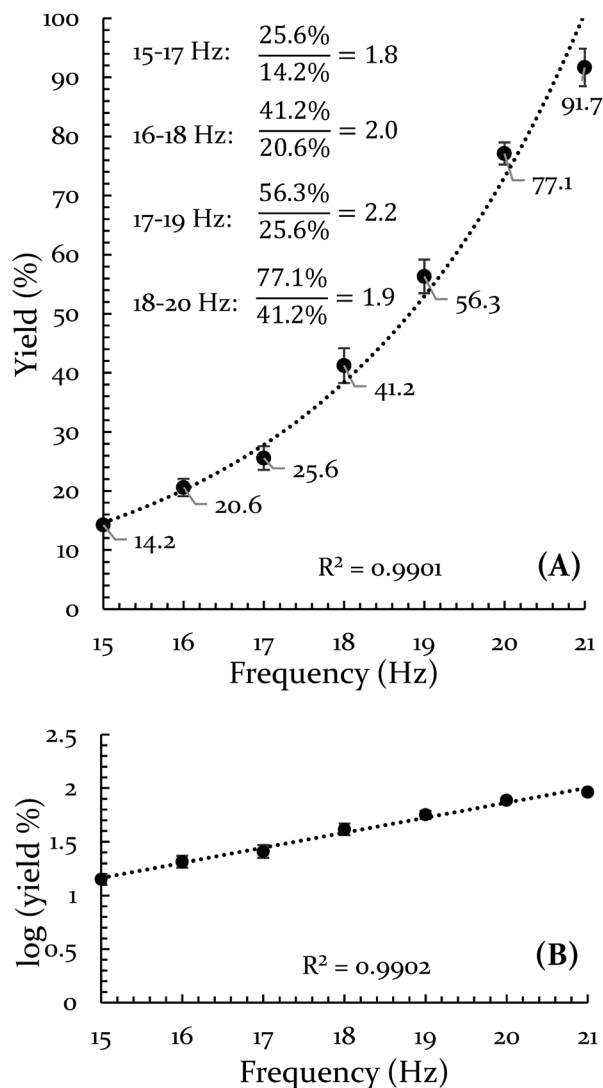 100
90
80
70
60
50
40
30
20
10
0
Yield (%)
15-17 Hz: 25.6% / 14.2% = 1.8
16-18 Hz: 41.2% / 20.6% = 2.0
17-19 Hz: 56.3% / 25.6% = 2.2
18-20 Hz: 77.1% / 41.2% = 1.9
91.7
77.1
56.3
41.2
25.6
20.6
14.2
R² = 0.9901
(A)
15 16 17 18 19 20 21
Frequency (Hz)
2.5
2
1.5
1
0.5
0
log (yield %)
R² = 0.9902
(B)
15 16 17 18 19 20 21
Frequency (Hz)